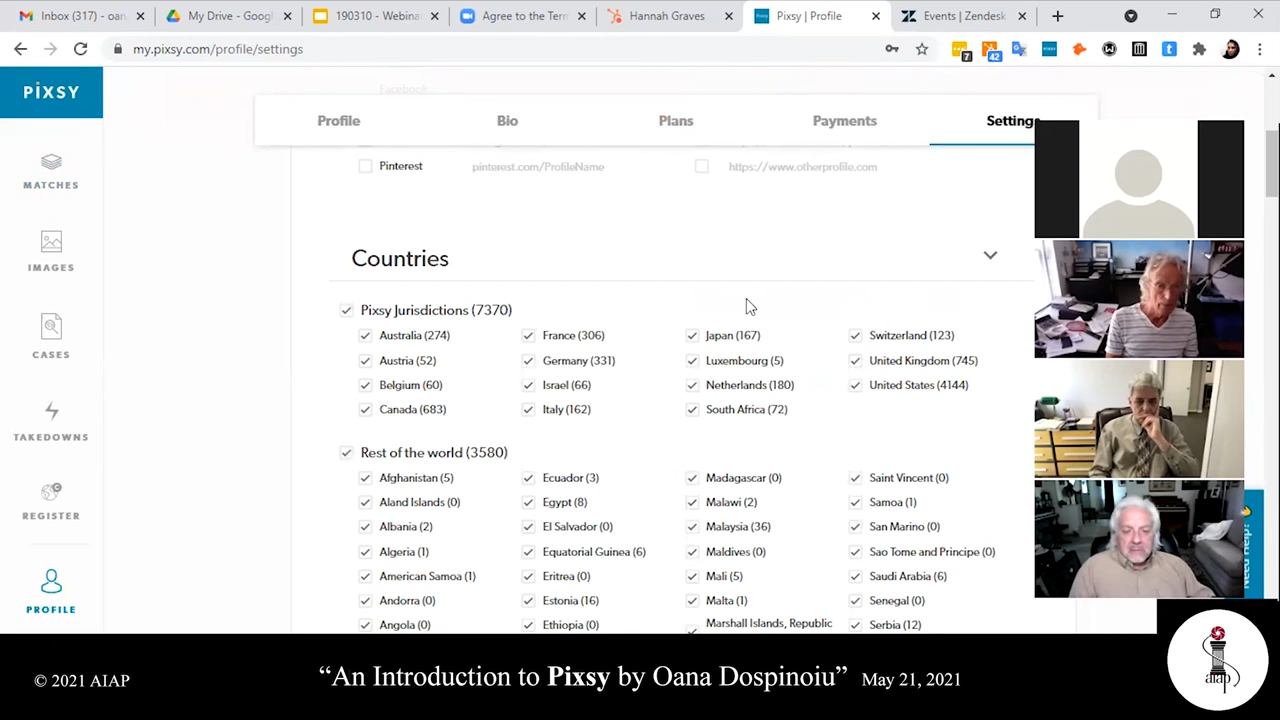 Inbox (317) - oana
My Drive - Googl
190310 - Webina
Agree to the Term
Hannah Graves
Pixsy | Profile
Events | Zendesk
my.pixsy.com/profile/settings
7
42
PIXSY
MATCHES
IMAGES
CASES
TAKEDOWNS
REGISTER
PROFILE
Facebook
Profile Bio Plans Payments Settings
Pinterest pinterest.com/ProfileName https://www.otherprofile.com
Countries
Pixsy Jurisdictions (7370)
Australia (274) France (306) Japan (167) Switzerland (123)
Austria (52) Germany (331) Luxembourg (5) United Kingdom (745)
Belgium (60) Israel (66) Netherlands (180) United States (4144)
Canada (683) Italy (162) South Africa (72)
Rest of the world (3580)
Afghanistan (5) Ecuador (3) Madagascar (0) Saint Vincent (0)
Aland Islands (0) Egypt (8) Malawi (2) Samoa (1)
Albania (2) El Salvador (0) Malaysia (36) San Marino (0)
Algeria (1) Equatorial Guinea (6) Maldives (0) Sao Tome and Principe (0)
American Samoa (1) Eritrea (0) Mali (5) Saudi Arabia (6)
Andorra (0) Estonia (16) Malta (1) Senegal (0)
Angola (0) Ethiopia (0) Marshall Islands, Republic Serbia (12)
Need Help?
© 2021 AIAP
“An Introduction to Pixsy by Oana Dospinoiu” May 21, 2021
aiap